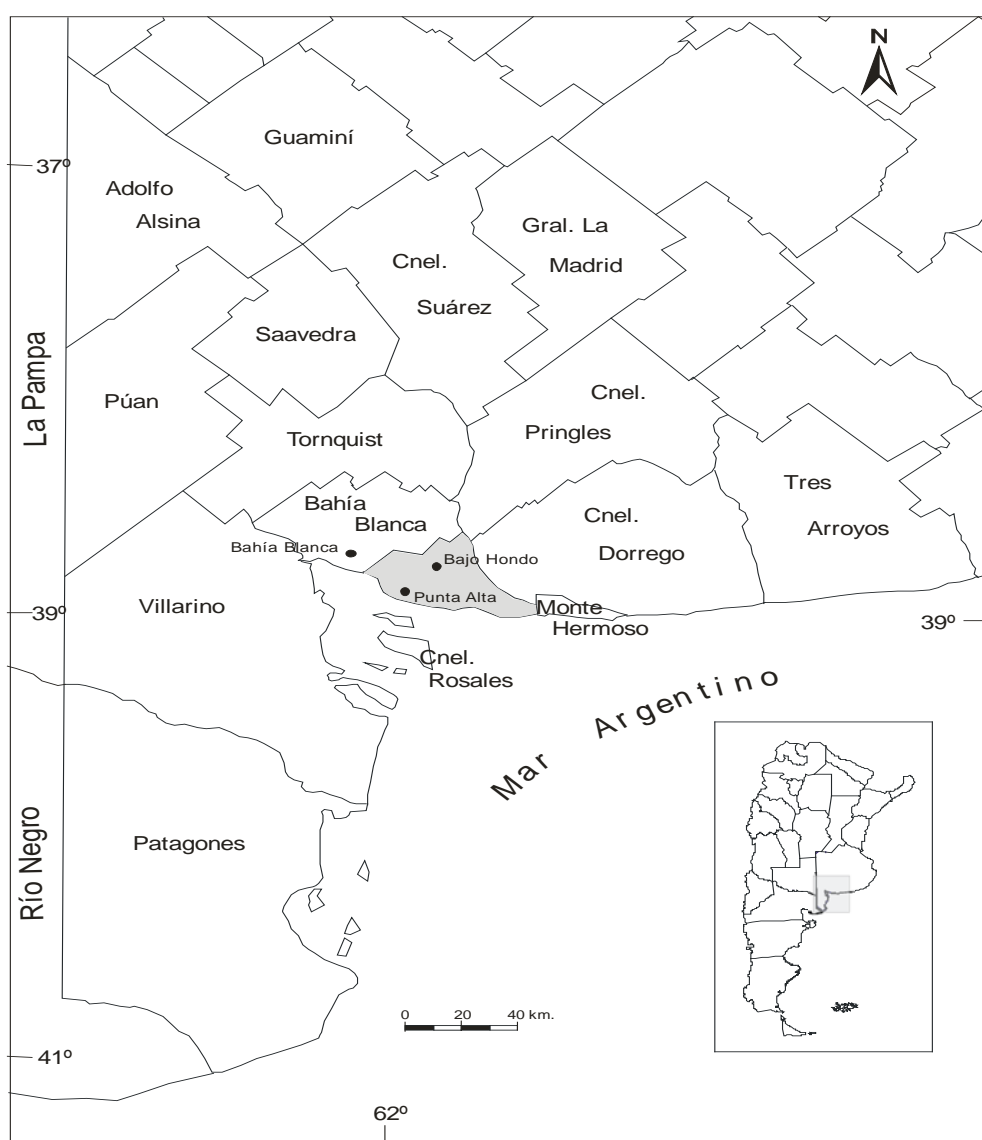 N
Guaminí
37º
Adolfo
Alsina
Gral. La
Madrid
Cnel.
Suárez
Saavedra
La Pampa
Púan
Cnel.
Pringles
Tornquist
Tres
Arroyos
Bahía
Blanca
Cnel.
Dorrego
Bahía Blanca
Bajo Hondo
Punta Alta
Villarino
39º
Monte
Hermoso
39º
Cnel.
Rosales
Mar Argentino
Río Negro
Patagones
0 20 40 km.
41º
62º